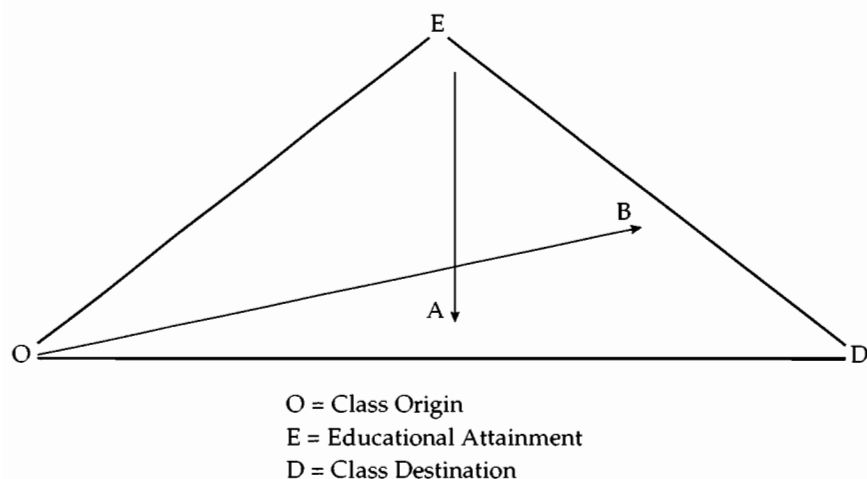 E
B
A
O
D
O = Class Origin
E = Educational Attainment
D = Class Destination